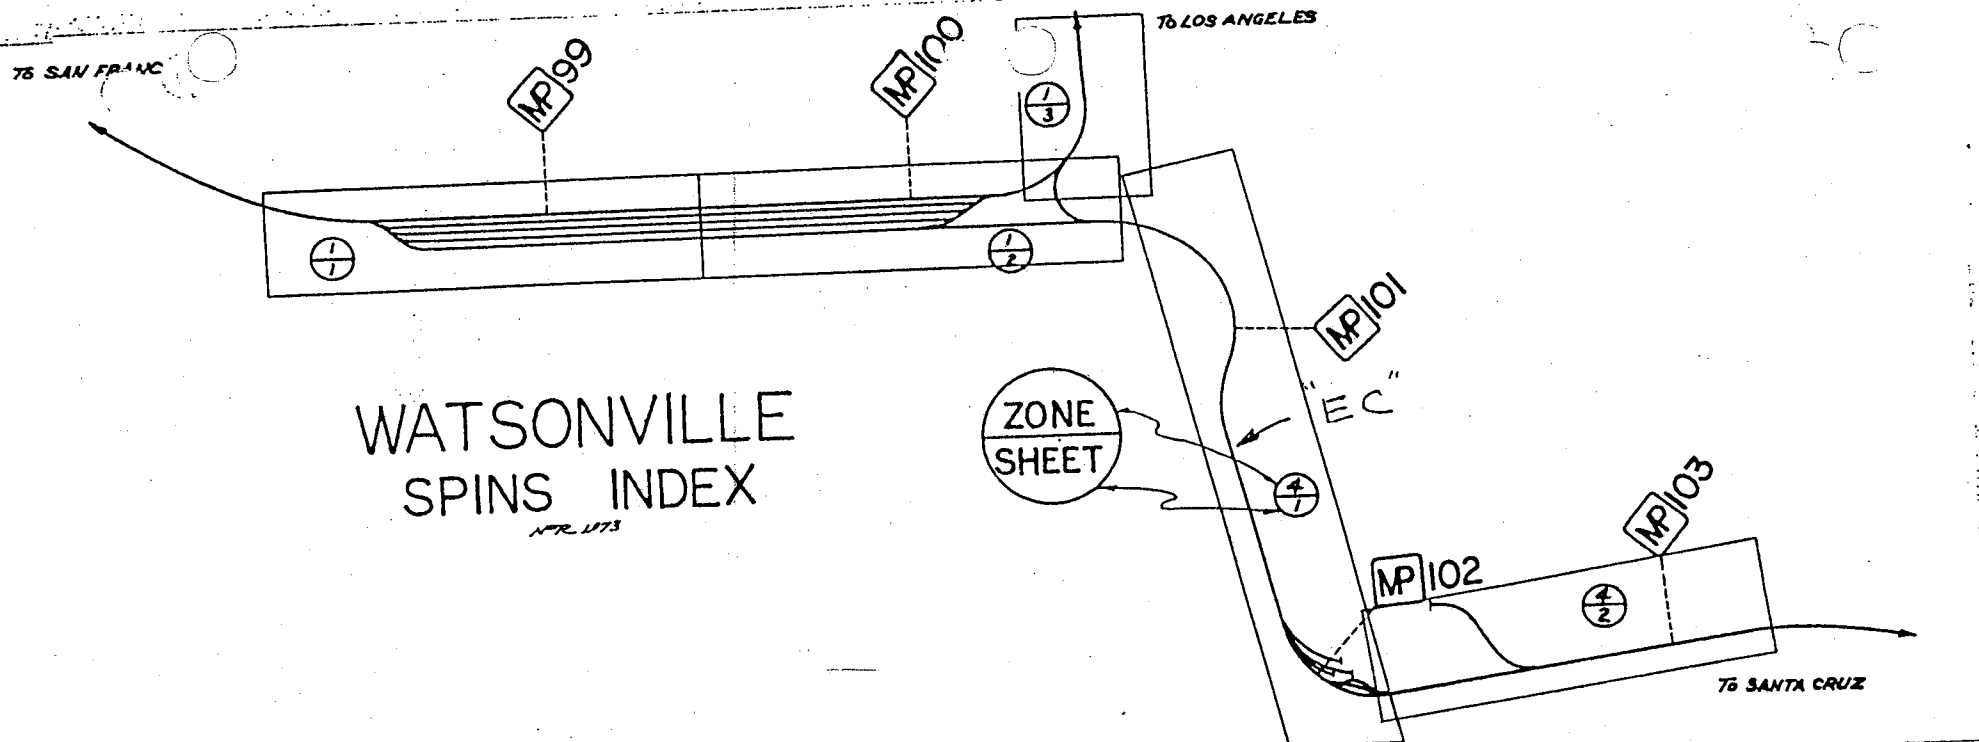 TO LOS ANGELES
TO SAN FRANC
MP 99
MP 100
1
3
1
1
1
2
MP 101
"EC"
WATSONVILLE
SPINS INDEX
ZONE
SHEET
4
1
MP 103
MP 102
4
2
TO SANTA CRUZ